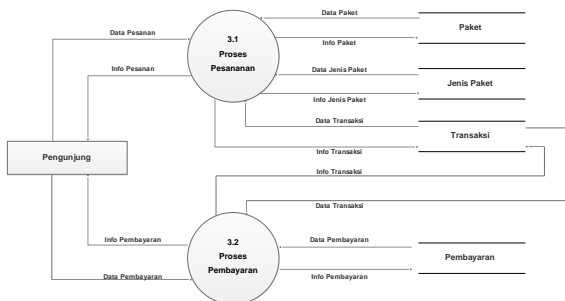 Data Paket
Paket
Data Pesanan
3.1
Proses
Pesananan
Info Paket
Info Pesanan
Data Jenis Paket
Jenis Paket
Info Jenis Paket
Data Transaksi
Transaksi
Info Transaksi
Pengunjung
Info Transaksi
Data Transaksi
Info Pembayaran
3.2
Proses
Pembayaran
Data Pembayaran
Pembayaran
Data Pembayaran
Info Pembayaran